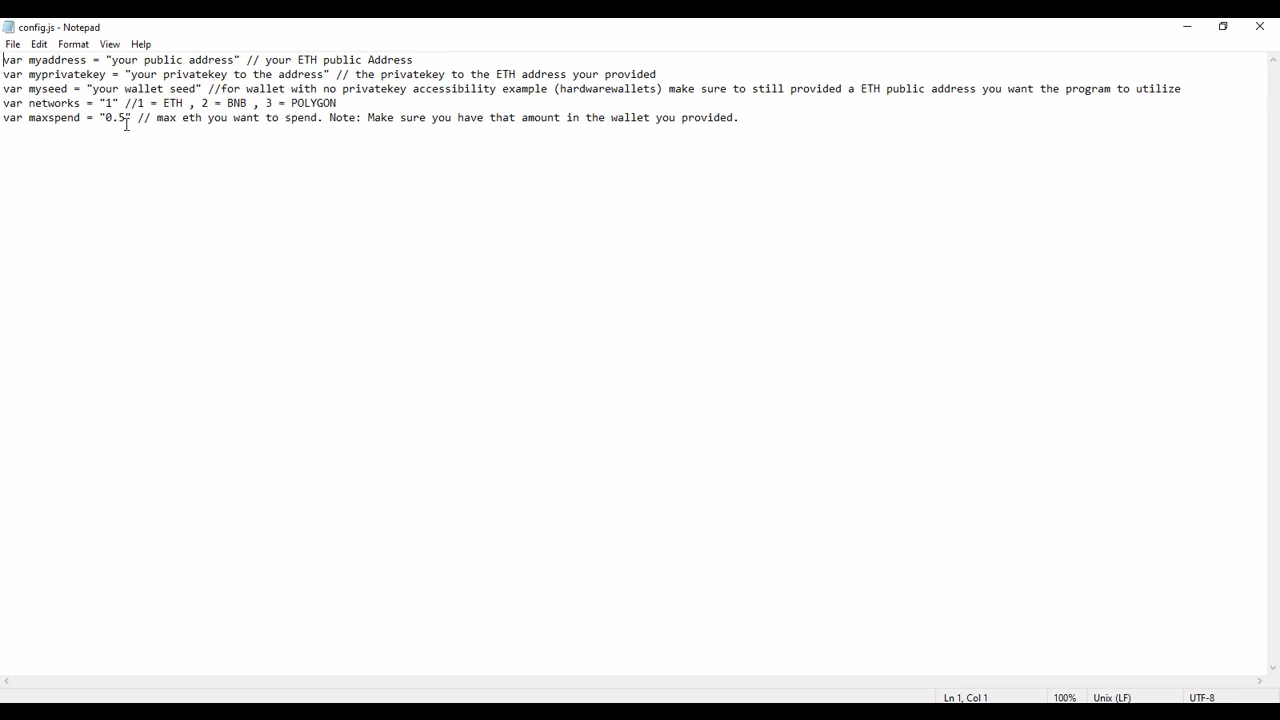 config.js - Notepad
File Edit Format View Help
var myaddress = "your public address" // your ETH public Address
var myprivatekey = "your privatekey to the address" // the privatekey to the ETH address your provided
var myseed = "your wallet seed" //for wallet with no privatekey accessibility example (hardwarewallets) make sure to still provided a ETH public address you want the program to utilize
var networks = "1" //1 = ETH , 2 = BNB , 3 = POLYGON
var maxspend = "0.5" // max eth you want to spend. Note: Make sure you have that amount in the wallet you provided.
Ln 1, Col 1 100% Unix (LF) UTF-8